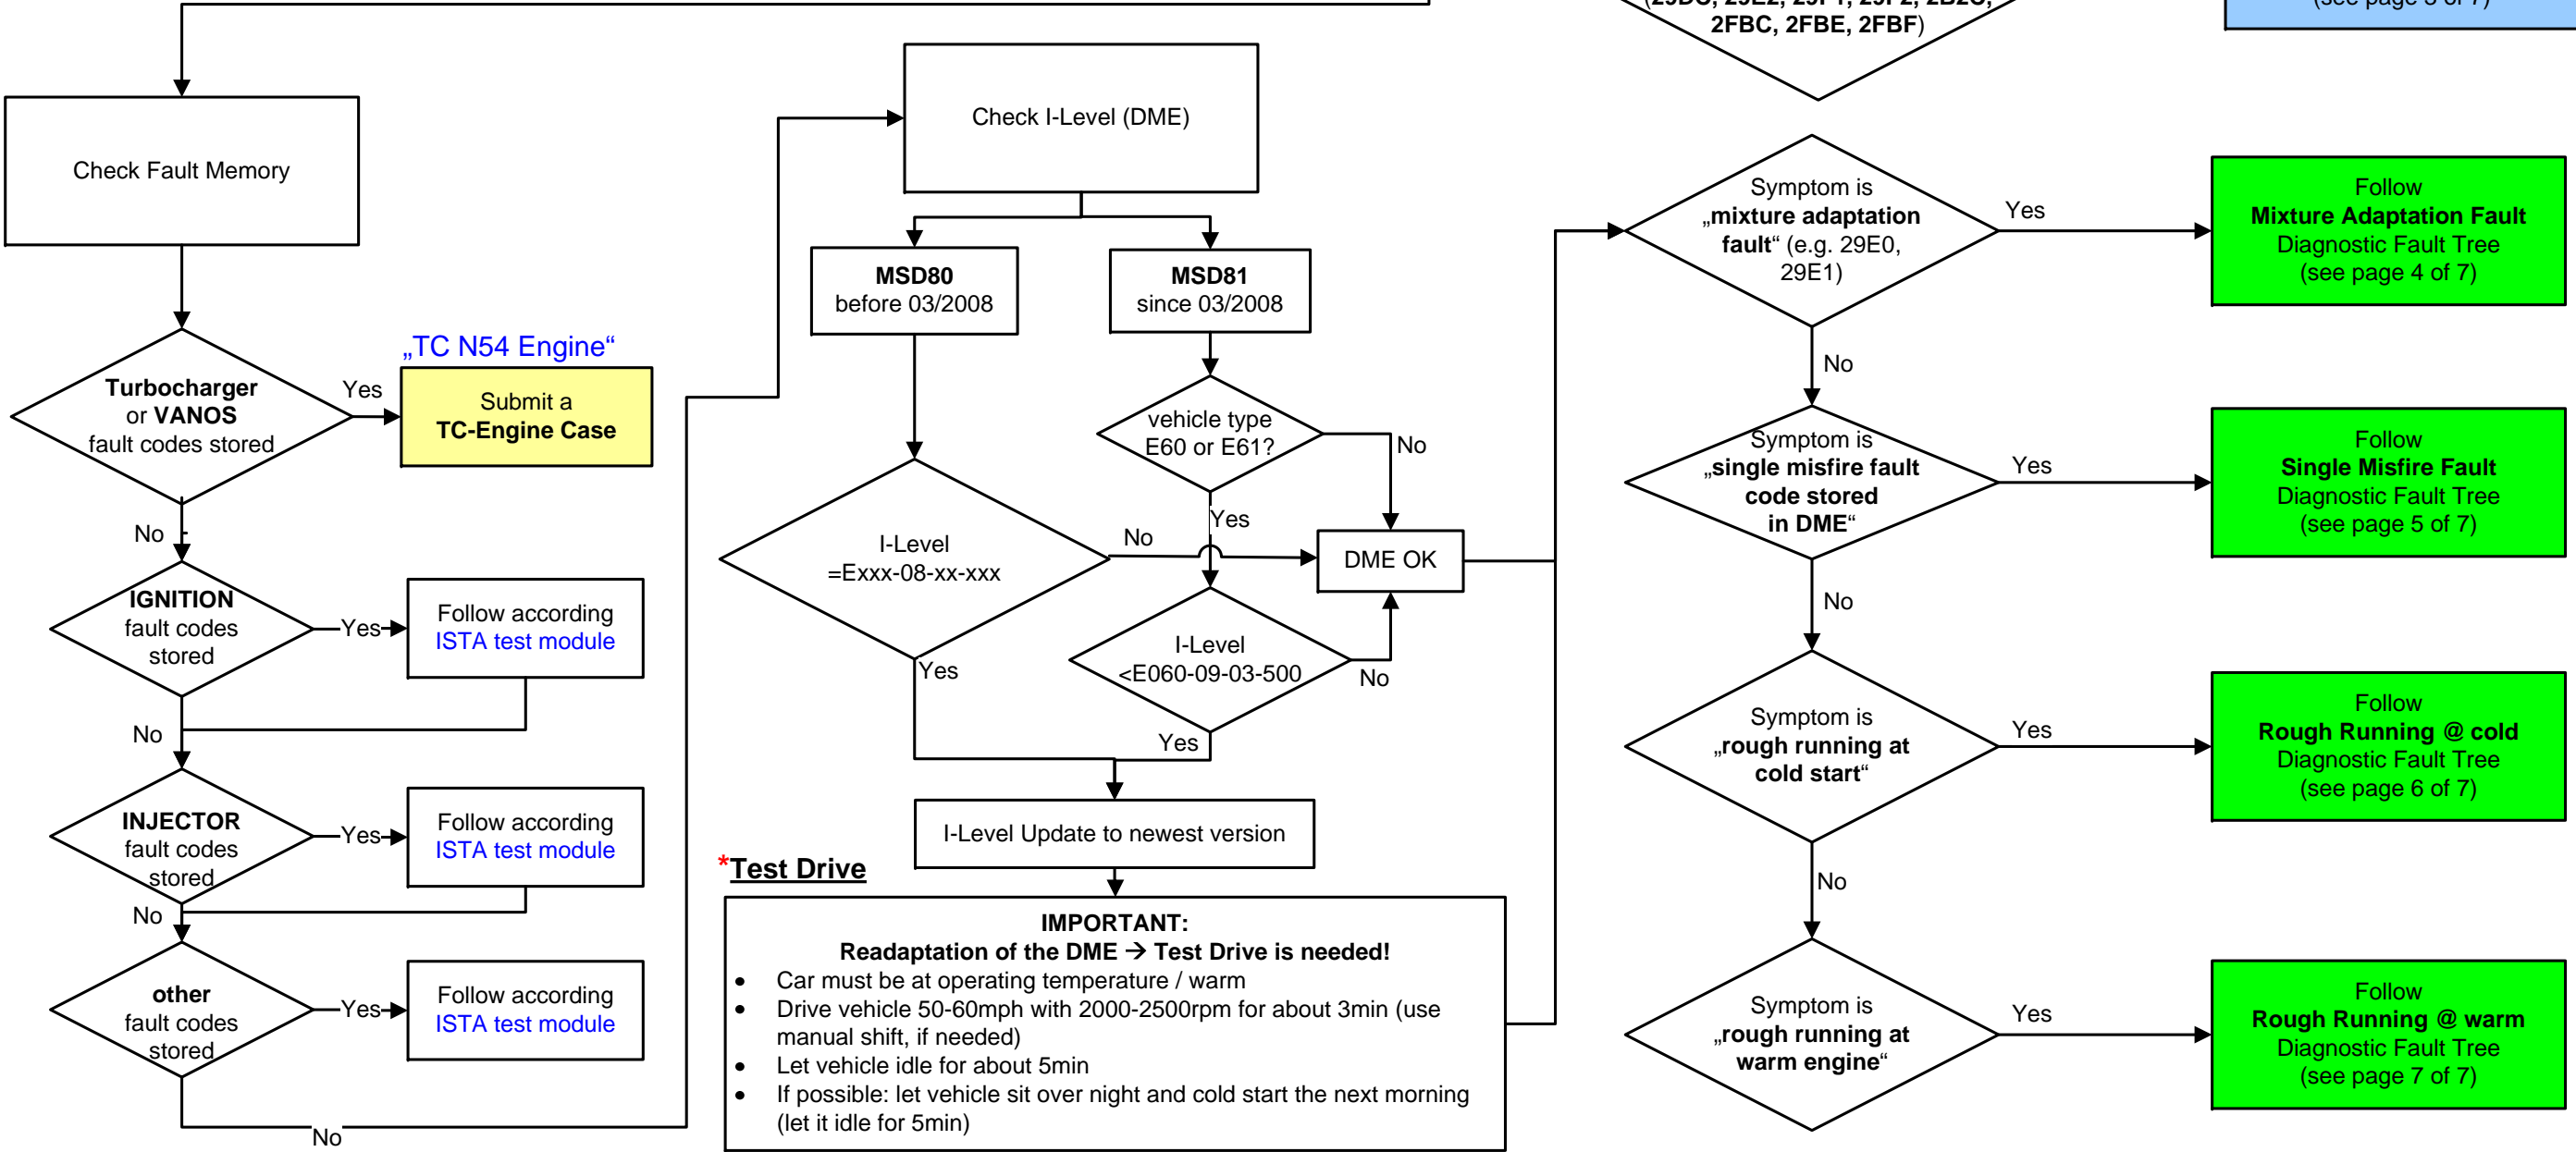 2FBC, 2FBE, 2FBF)
Check Fault Memory
Turbocharger
or VANOS
fault codes stored
Yes
„TC N54 Engine“
Submit a
TC-Engine Case
No
IGNITION
fault codes
stored
Yes
Follow according
ISTA test module
No
INJECTOR
fault codes
stored
Yes
Follow according
ISTA test module
No
other
fault codes
stored
Yes
Follow according
ISTA test module
No
Check I-Level (DME)
MSD80
before 03/2008
MSD81
since 03/2008
vehicle type
E60 or E61?
No
Yes
I-Level
=Exxx-08-xx-xxx
No
DME OK
Yes
I-Level
<E060-09-03-500
No
Yes
I-Level Update to newest version
*Test Drive
IMPORTANT:
Readaptation of the DME → Test Drive is needed!
• Car must be at operating temperature / warm
• Drive vehicle 50-60mph with 2000-2500rpm for about 3min (use
manual shift, if needed)
• Let vehicle idle for about 5min
• If possible: let vehicle sit over night and cold start the next morning
(let it idle for 5min)
Symptom is
„mixture adaptation
fault“ (e.g. 29E0,
29E1)
Yes
Follow
Mixture Adaptation Fault
Diagnostic Fault Tree
(see page 4 of 7)
No
Symptom is
„single misfire fault
code stored
in DME“
Yes
Follow
Single Misfire Fault
Diagnostic Fault Tree
(see page 5 of 7)
No
Symptom is
„rough running at
cold start“
Yes
Follow
Rough Running @ cold
Diagnostic Fault Tree
(see page 6 of 7)
No
Symptom is
„rough running at
warm engine“
Yes
Follow
Rough Running @ warm
Diagnostic Fault Tree
(see page 7 of 7)